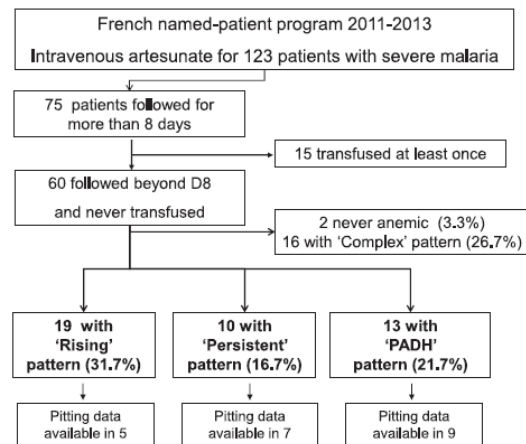 French named-patient program 2011-2013
Intravenous artesunate for 123 patients with severe malaria
75 patients followed for
more than 8 days
15 transfused at least once
60 followed beyond D8
and never transfused
2 never anemic (3.3%)
16 with ‘Complex’ pattern (26.7%)
19 with
‘Rising’
pattern (31.7%)
10 with
‘Persistent’
pattern (16.7%)
13 with
‘PADH’
pattern (21.7%)
Pitting data
available in 5
Pitting data
available in 7
Pitting data
available in 9